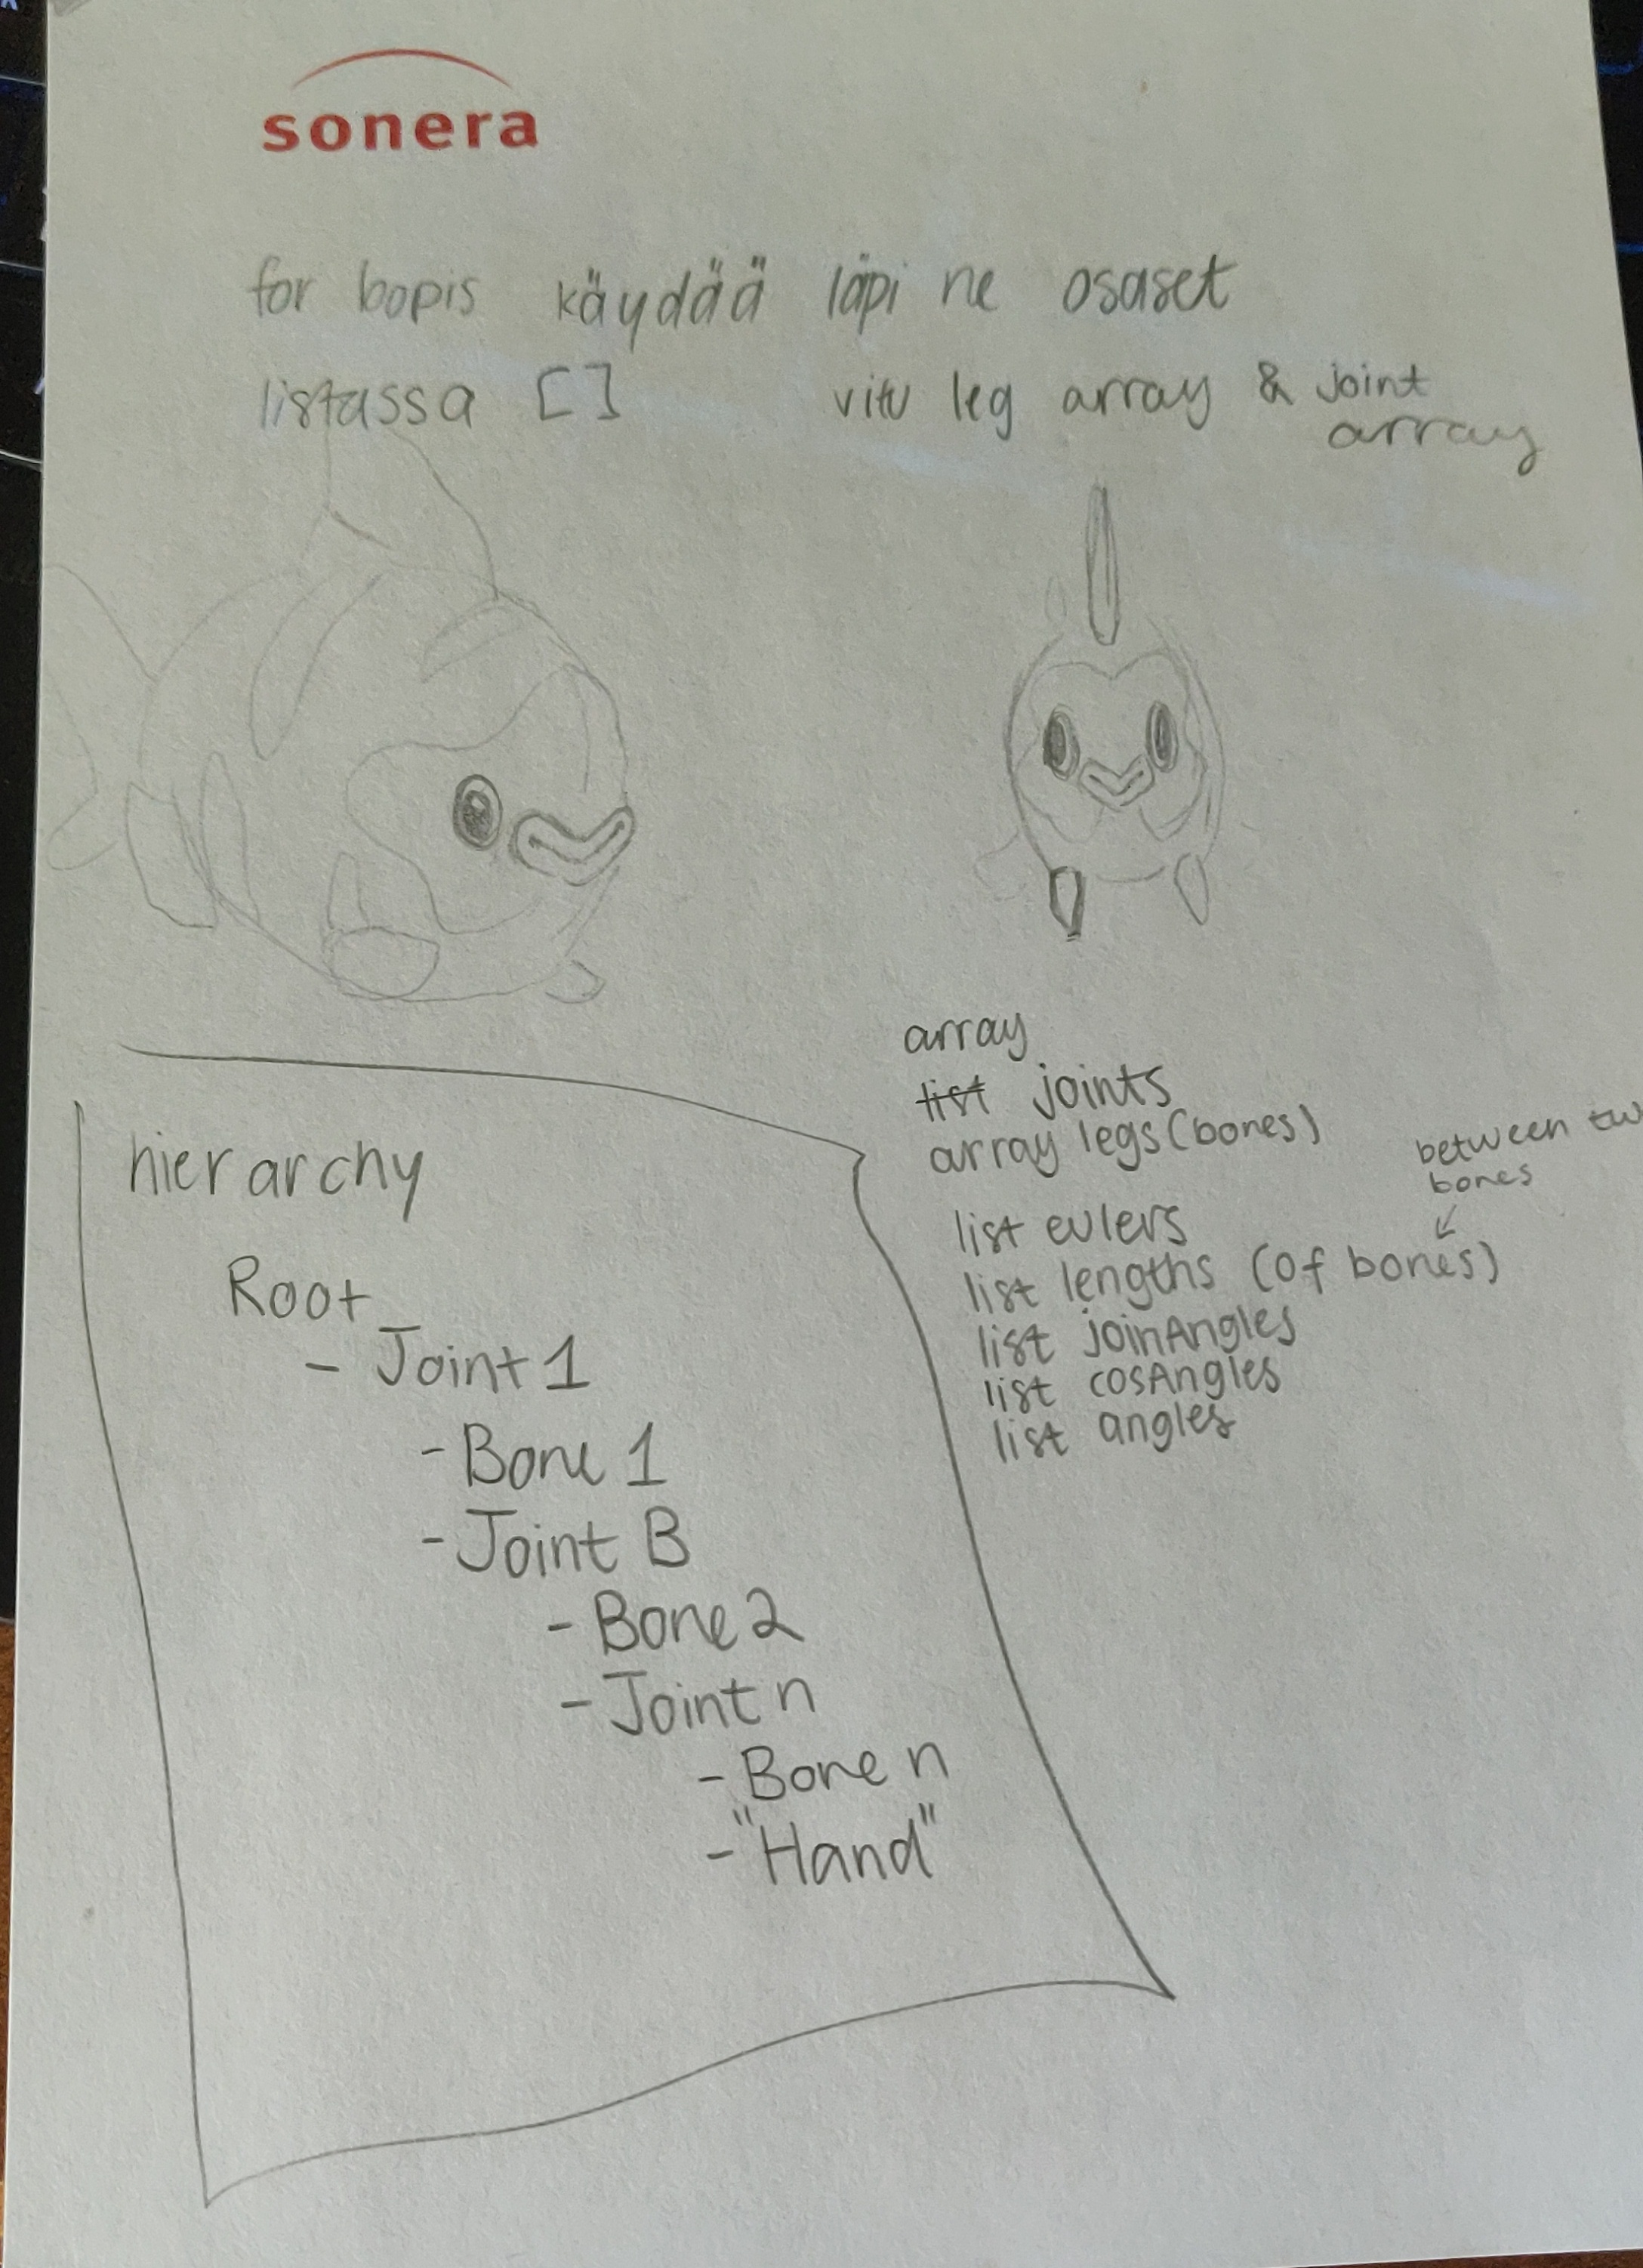 sonera
for bopis käydää läpi ne osaset
listassa [ ] vitu leg array & joint
array
array
list joints
array legs (bones)
between tw
bones
list eulers
list lengths (of bones)
list joinAngles
list cosAngles
list angles
hierarchy
Root
- Joint 1
- Bone 1
- Joint B
- Bone 2
- Joint n
- Bone n
- "Hand"